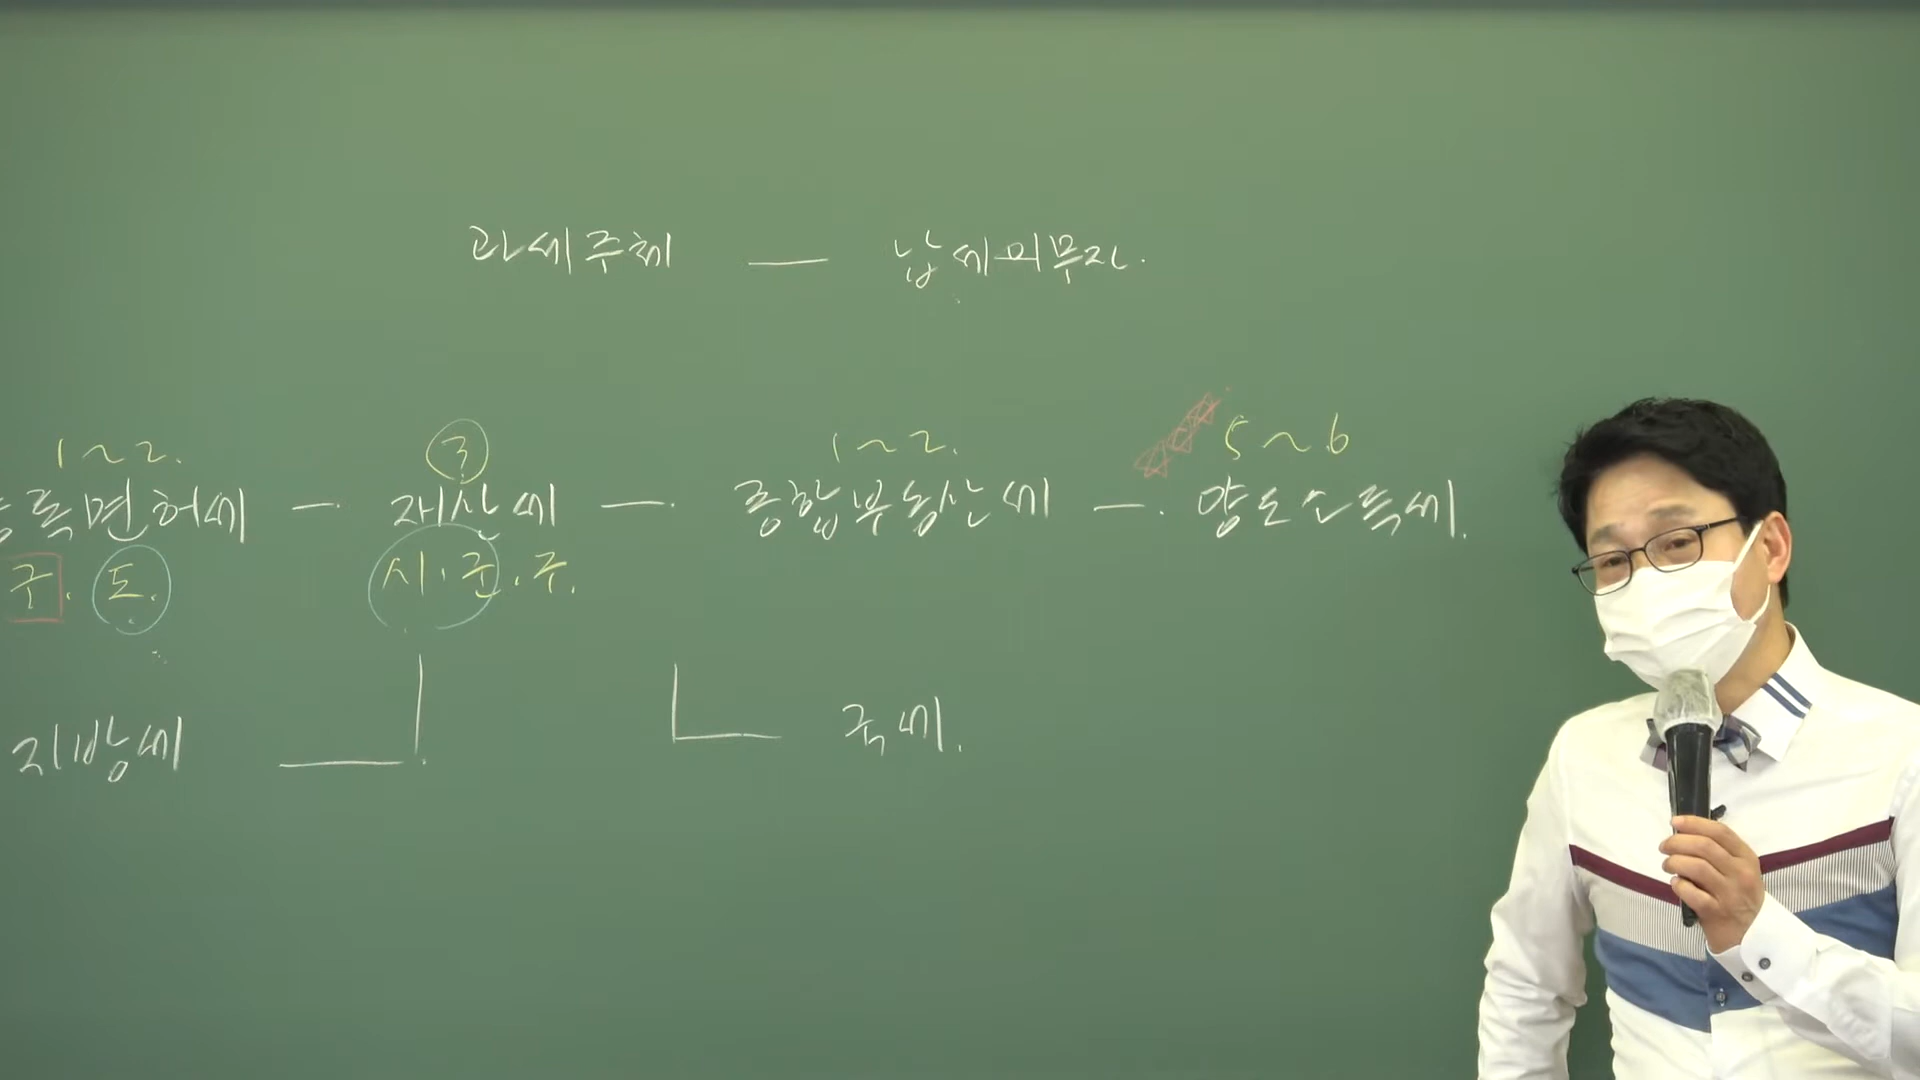 과세주체 — 납세의무자.
1~2. ③ 1~2. 5~6
등록면허세 — 재산세 — 종합부동산세 — 양도소득세.
구. 도. 시.군.구.
지방세 국세.